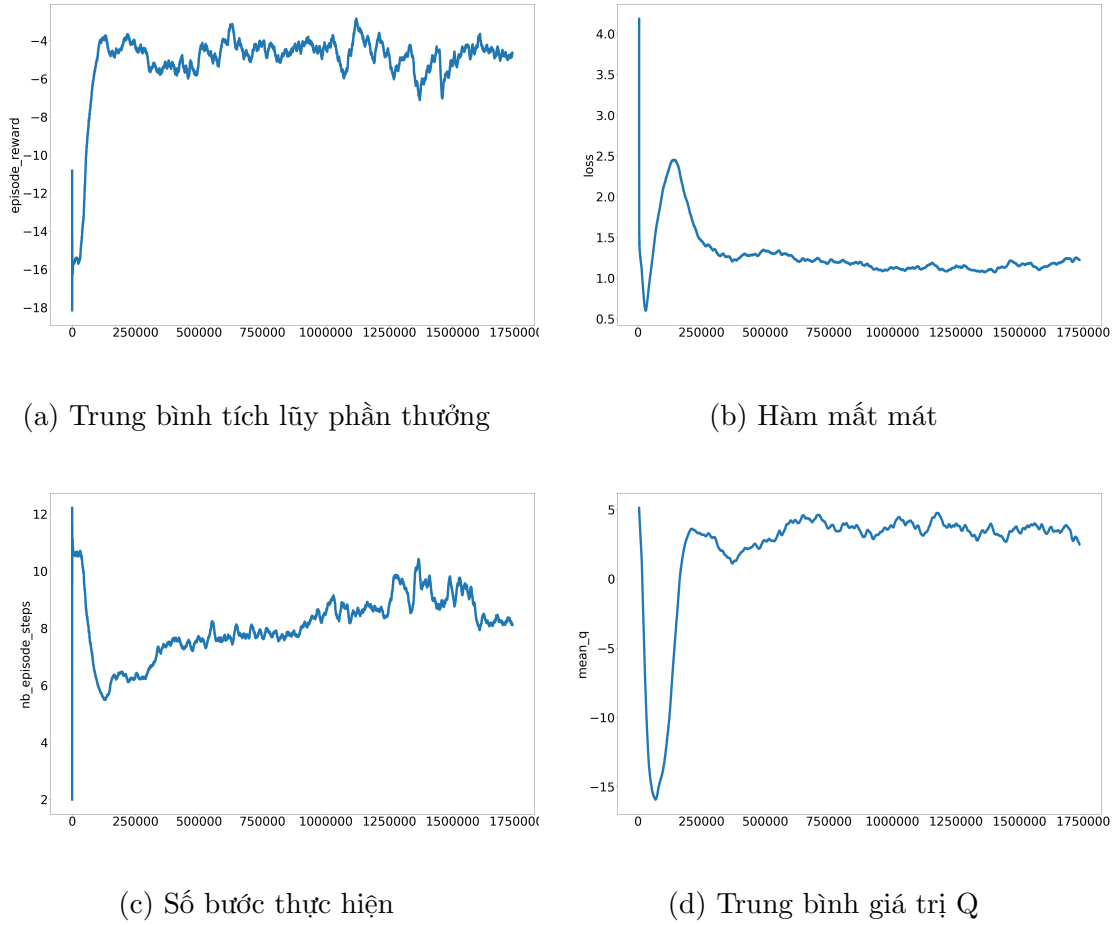 episode_reward
−4
−6
−8
−10
−12
−14
−16
−18
0 250000 500000 750000 1000000 1250000 1500000 1750000
(a) Trung bình tích lũy phần thưởng
loss
4.0
3.5
3.0
2.5
2.0
1.5
1.0
0.5
0 250000 500000 750000 1000000 1250000 1500000 1750000
(b) Hàm mất mát
nb_episode_steps
12
10
8
6
4
2
0 250000 500000 750000 1000000 1250000 1500000 1750000
(c) Số bước thực hiện
mean_q
5
0
−5
−10
−15
0 250000 500000 750000 1000000 1250000 1500000 1750000
(d) Trung bình giá trị Q